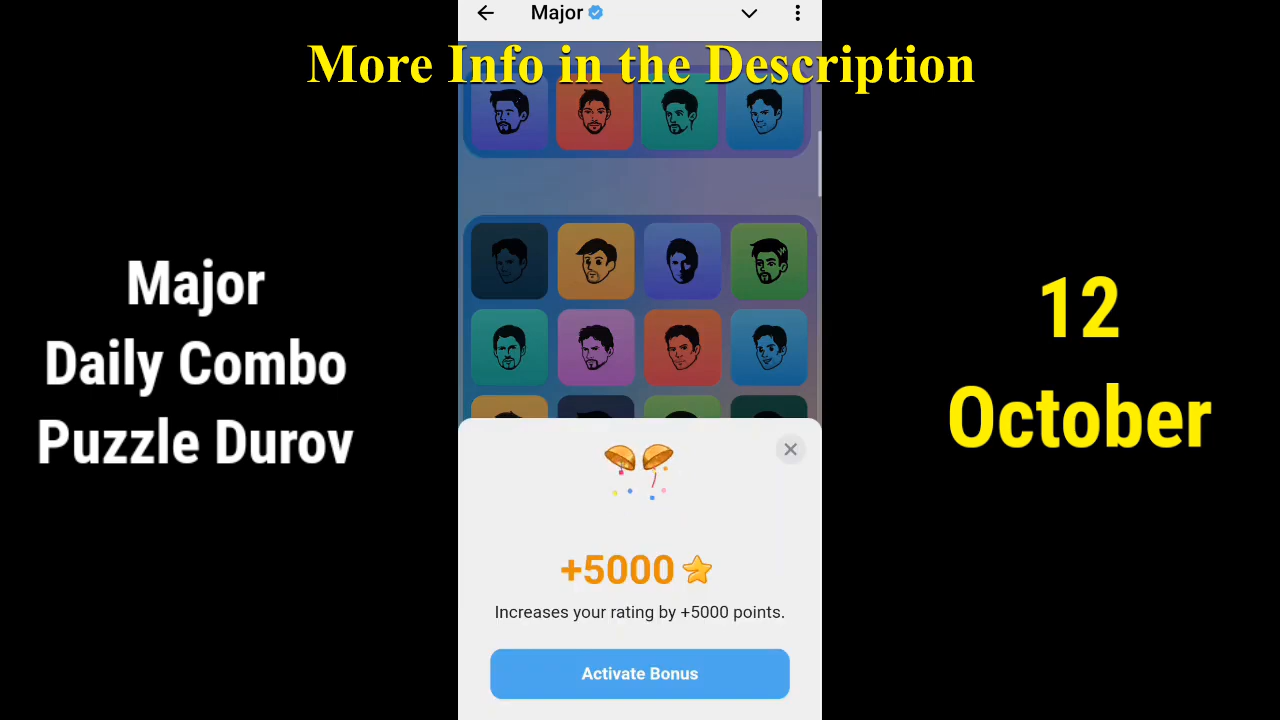 Major
More Info in the Description
Major
Daily Combo
Puzzle Durov
12
October
+5000
Increases your rating by +5000 points.
Activate Bonus